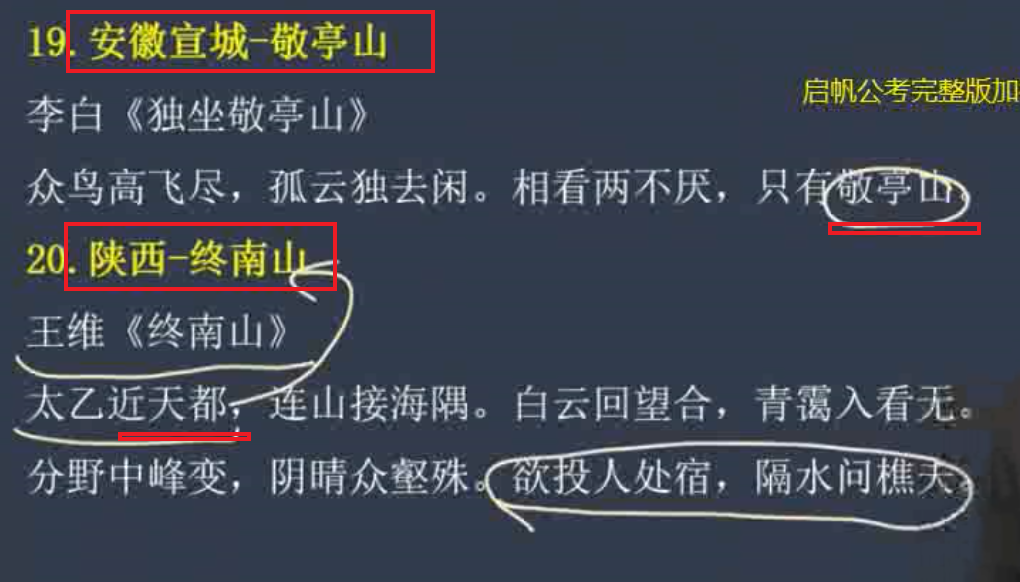 19. 安徽宣城-敬亭山
启帆公考完整版加
李白《独坐敬亭山》
众鸟高飞尽，孤云独去闲。相看两不厌，只有敬亭山。
20. 陕西-终南山
王维《终南山》
太乙近天都，连山接海隅。白云回望合，青霭入看无。
分野中峰变，阴晴众壑殊。欲投人处宿，隔水问樵夫。